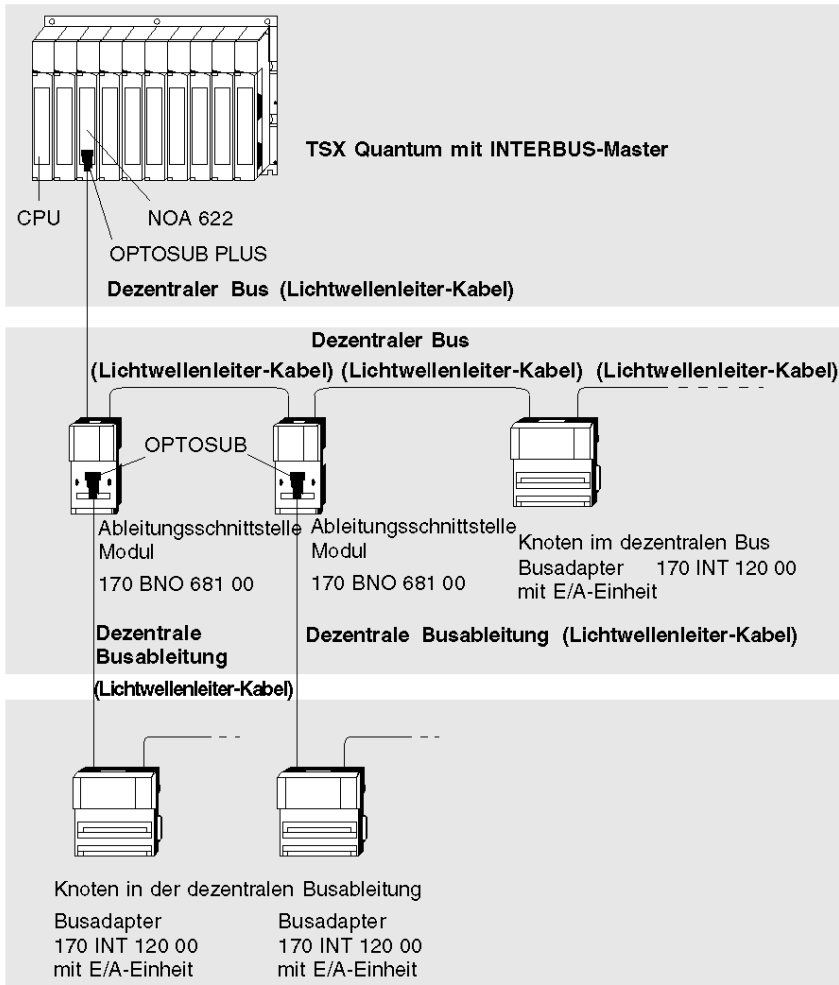 TSX Quantum mit INTERBUS-Master
CPU
NOA 622
OPTOSUB PLUS
Dezentraler Bus (Lichtwellenleiter-Kabel)
Dezentraler Bus
(Lichtwellenleiter-Kabel) (Lichtwellenleiter-Kabel) (Lichtwellenleiter-Kabel)
OPTOSUB
Ableitungsschnittstelle
Modul
170 BNO 681 00
Ableitungsschnittstelle
Modul
170 BNO 681 00
Knoten im dezentralen Bus
Busadapter 170 INT 120 00
mit E/A-Einheit
Dezentrale
Busableitung
(Lichtwellenleiter-Kabel)
Dezentrale Busableitung (Lichtwellenleiter-Kabel)
Knoten in der dezentralen Busableitung
Busadapter
170 INT 120 00
mit E/A-Einheit
Busadapter
170 INT 120 00
mit E/A-Einheit